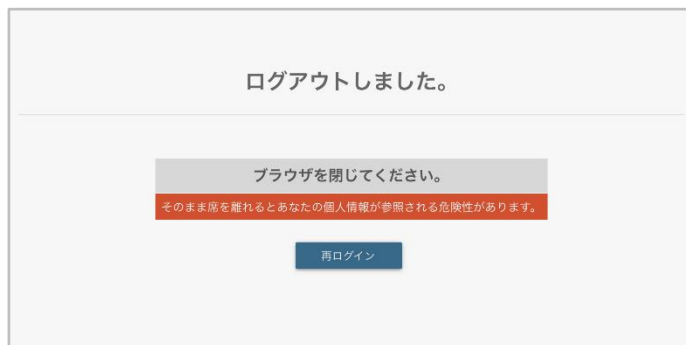 ログアウトしました。
ブラウザを閉じてください。
そのまま席を離れるとあなたの個人情報が参照される危険性があります。
再ログイン